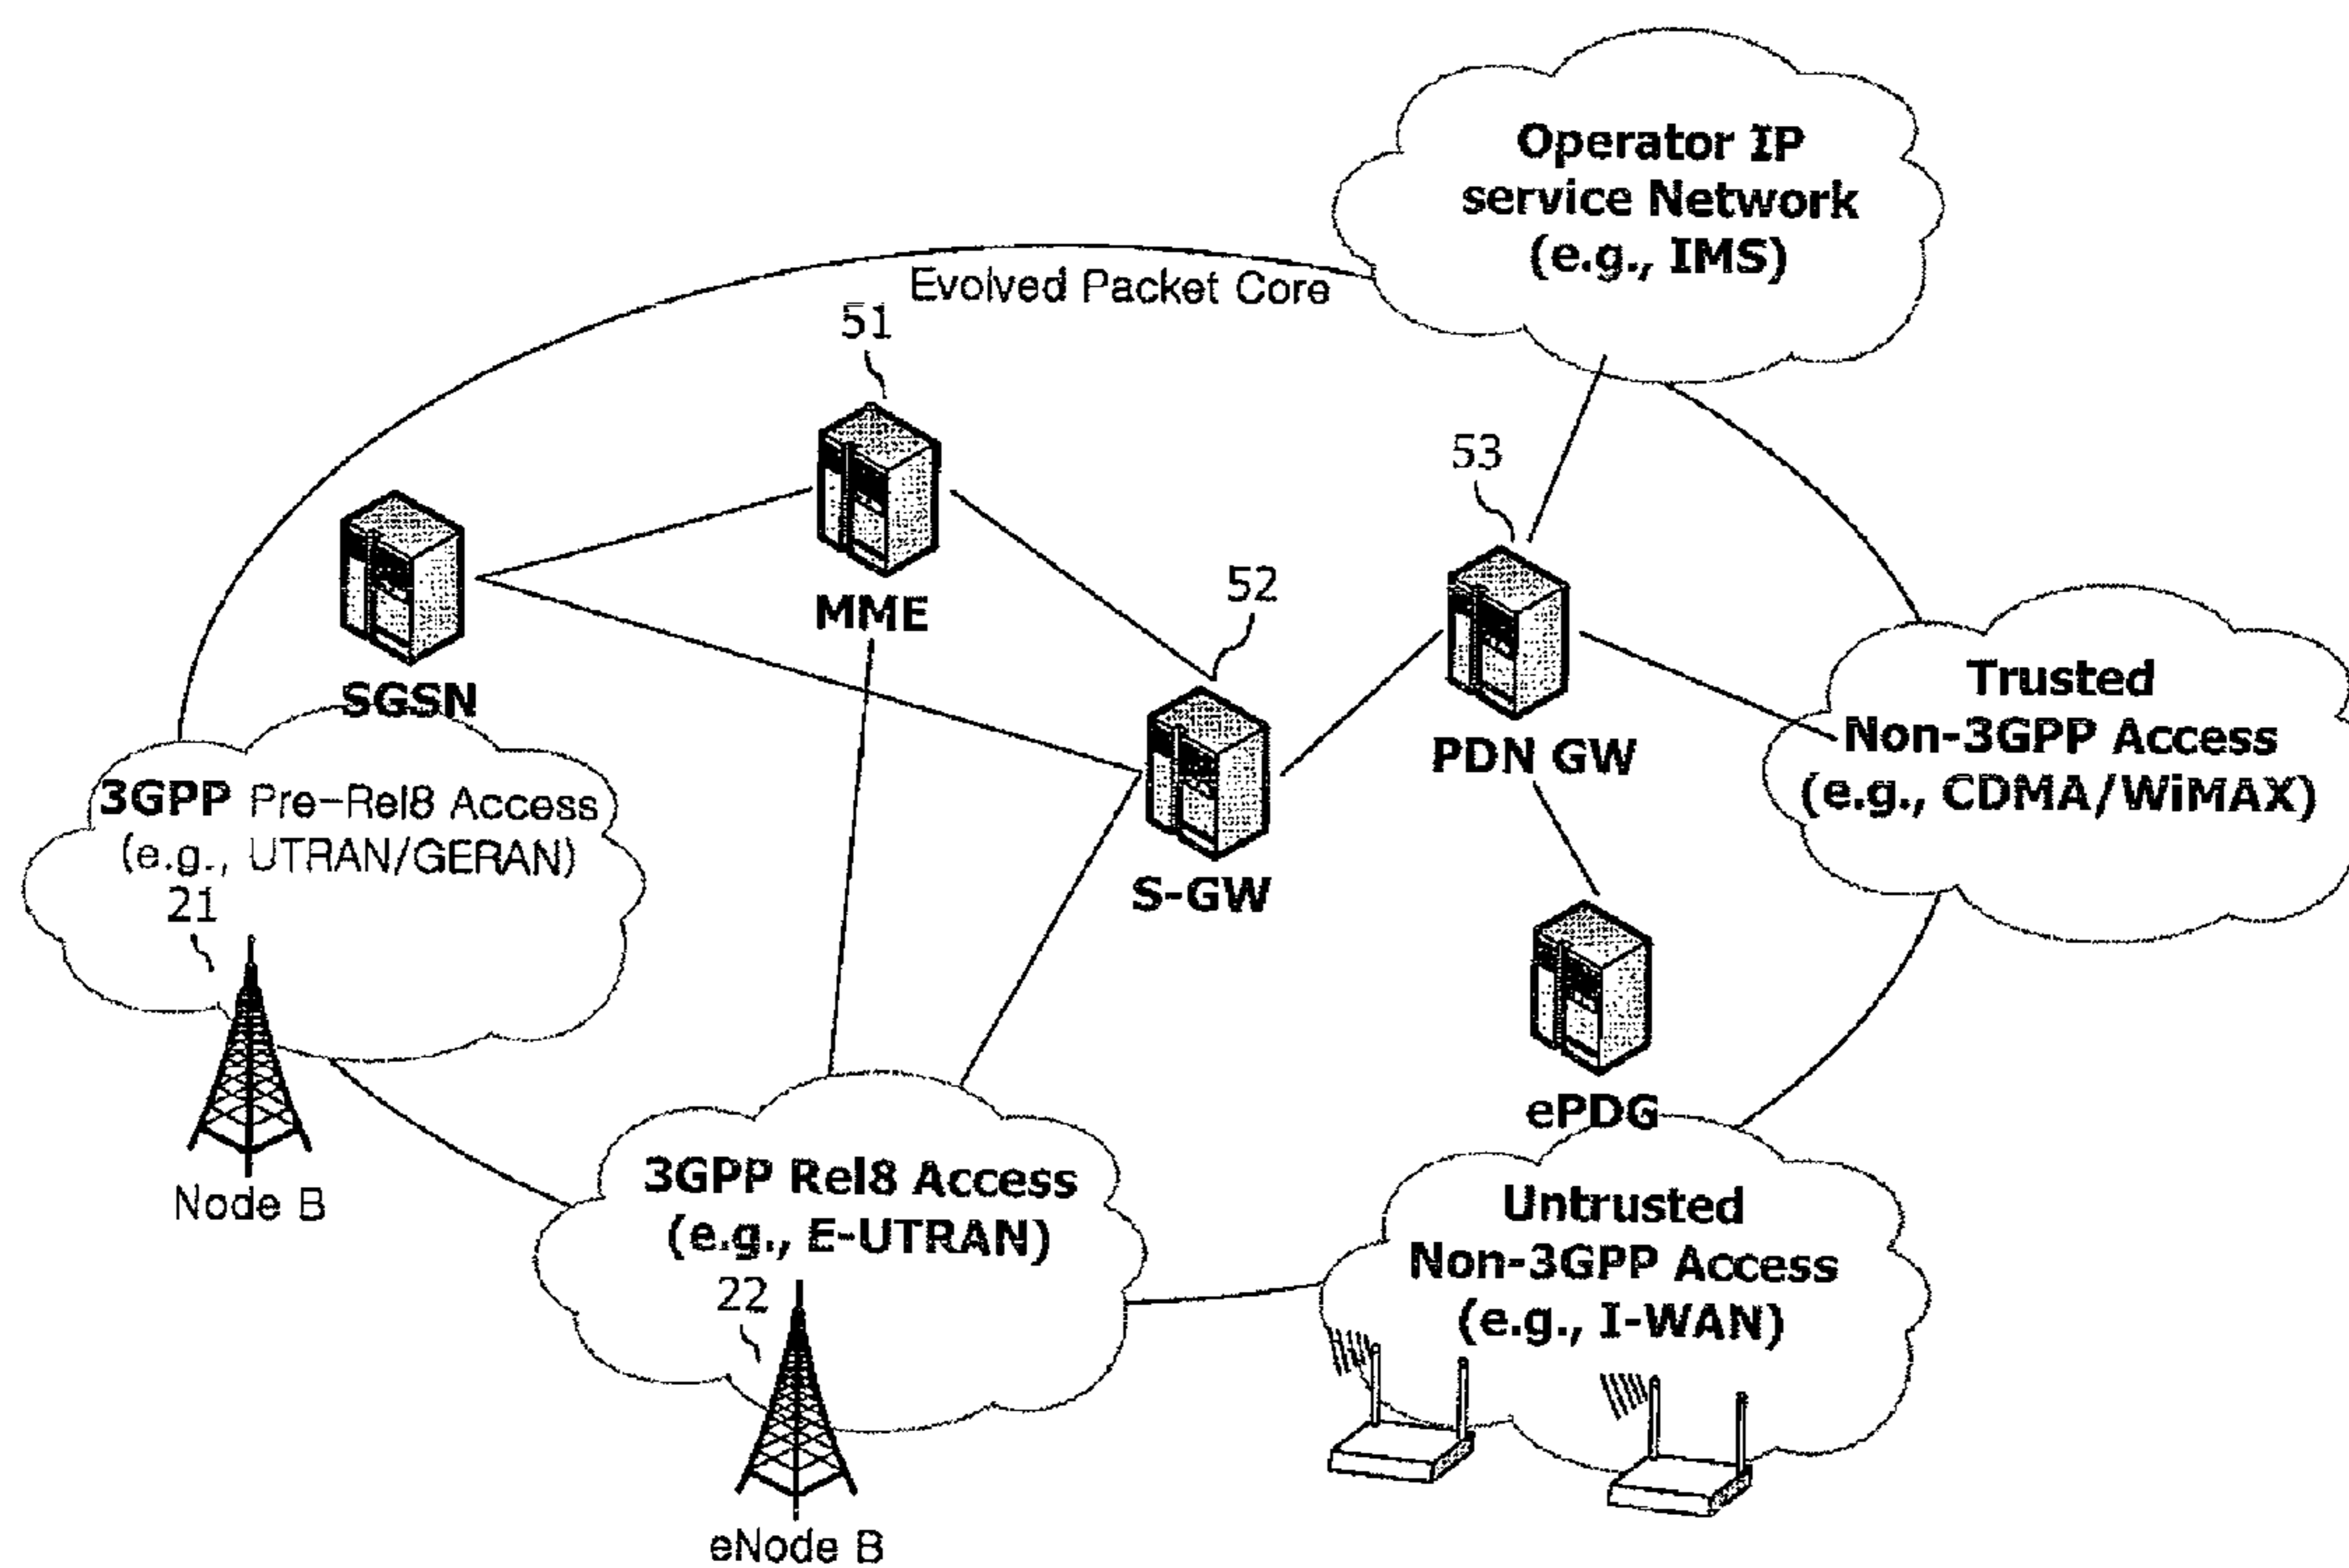 Operator IP
service Network
(e.g., IMS)
Evolved Packet Core
51
53
52
MME
SGSN
Trusted
Non-3GPP Access
(e.g., CDMA/WiMAX)
PDN GW
3GPP Pre-Rel8 Access
(e.g., UTRAN/GERAN)
21
S-GW
ePDG
Node B
3GPP Rel8 Access
(e.g., E-UTRAN)
22
Untrusted
Non-3GPP Access
(e.g., I-WAN)
eNode B